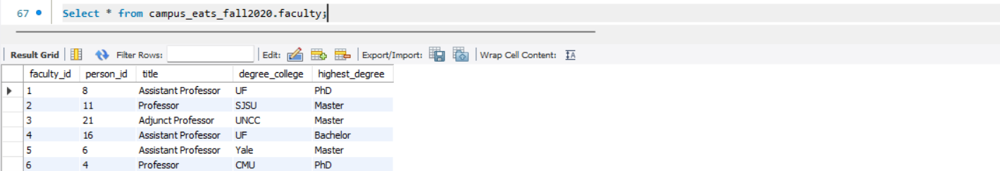 67 Select * from campus_eats_fall2020.faculty;
Result Grid Filter Rows: Edit: Export/Import: Wrap Cell Content: IA
faculty_id person_id title degree_college highest_degree
1 8 Assistant Professor UF PhD
2 11 Professor SJSU Master
3 21 Adjunct Professor UNCC Master
4 16 Assistant Professor UF Bachelor
5 6 Assistant Professor Yale Master
6 4 Professor CMU PhD